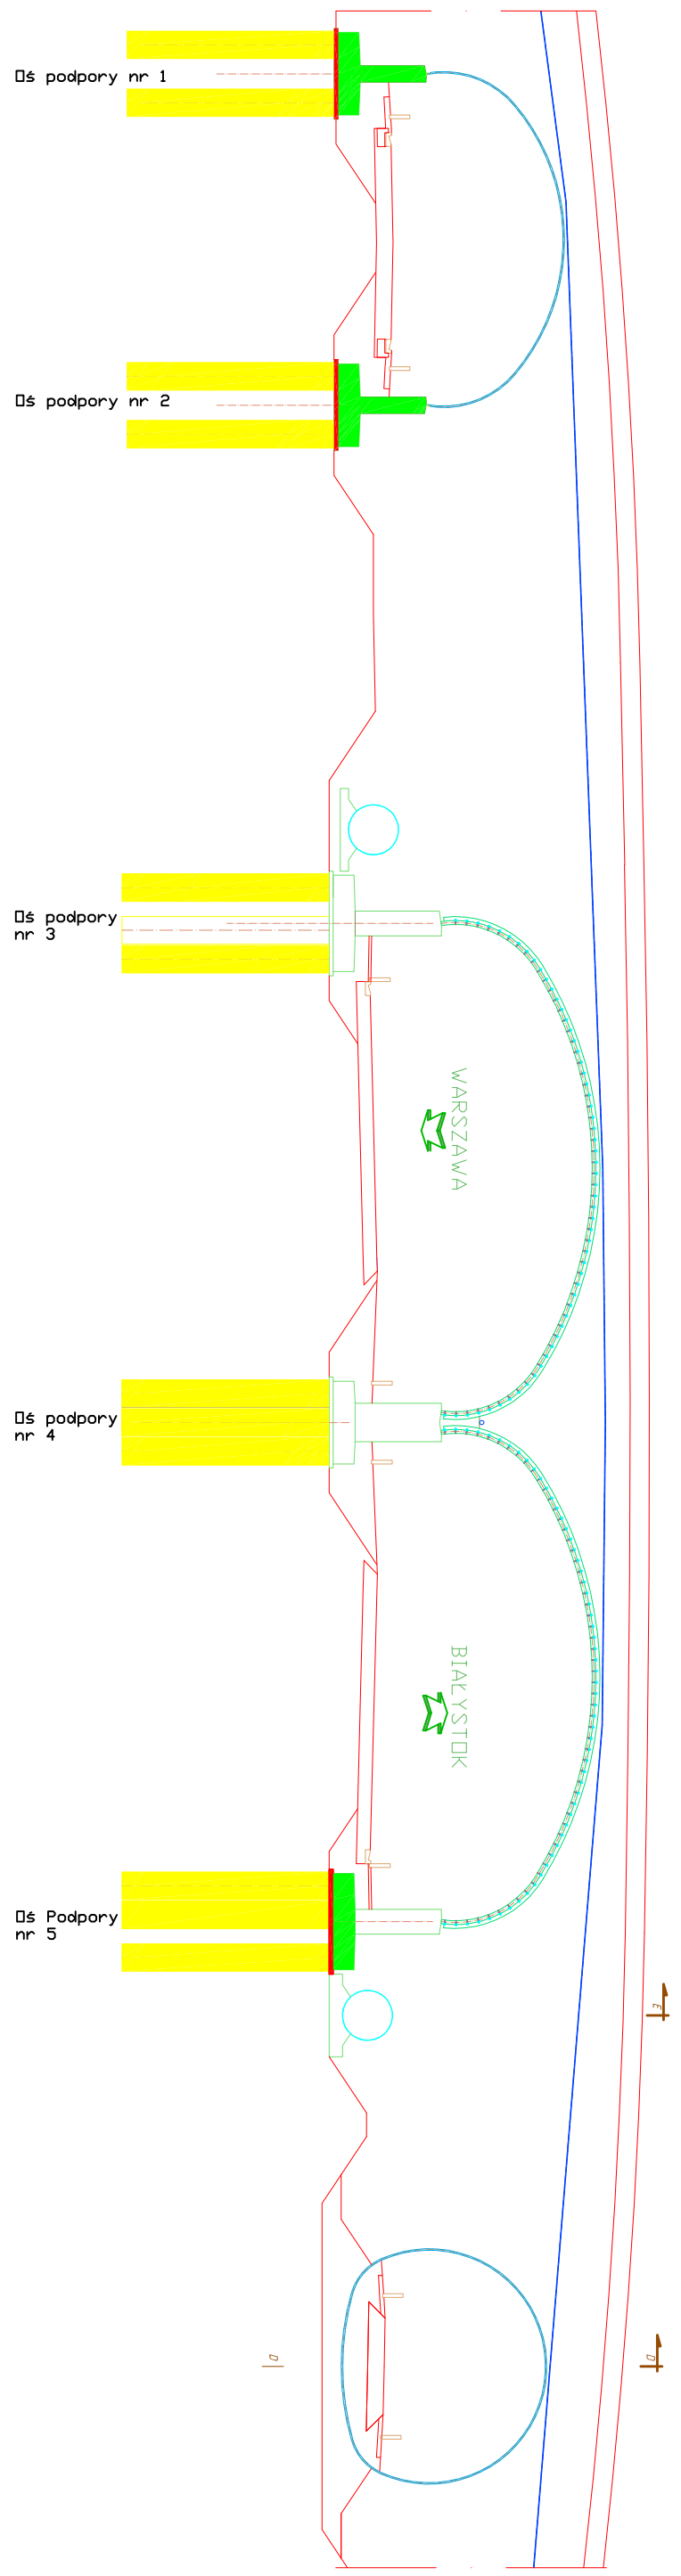 Oś podpory nr 1
Oś podpory nr 2
Oś podpory
nr 3
WARSZAWA
Oś podpory
nr 4
BIAŁYSTOK
Oś Podpory
nr 5
E
D
D